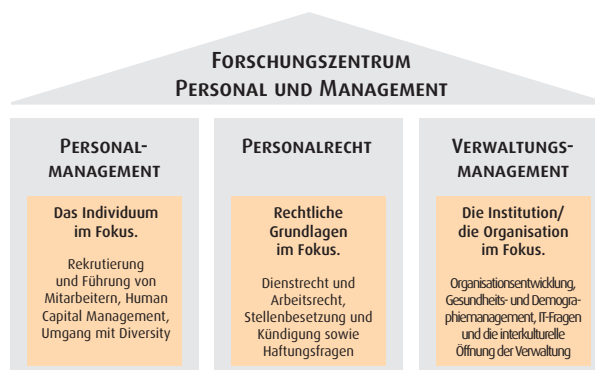 FORSCHUNGSZENTRUM
PERSONAL UND MANAGEMENT
PERSONAL-
MANAGEMENT
Das Individuum
im Fokus.
Rekrutierung
und Führung von
Mitarbeitern, Human
Capital Management,
Umgang mit Diversity
PERSONALRECHT
Rechtliche
Grundlagen
im Fokus.
Dienstrecht und
Arbeitsrecht,
Stellenbesetzung und
Kündigung sowie
Haftungsfragen
VERWALTUNGS-
MANAGEMENT
Die Institution/
die Organisation
im Fokus.
Organisationsentwicklung,
Gesundheits- und Demogra-
phiemanagement, IT-Fragen
und die interkulturelle
Öffnung der Verwaltung